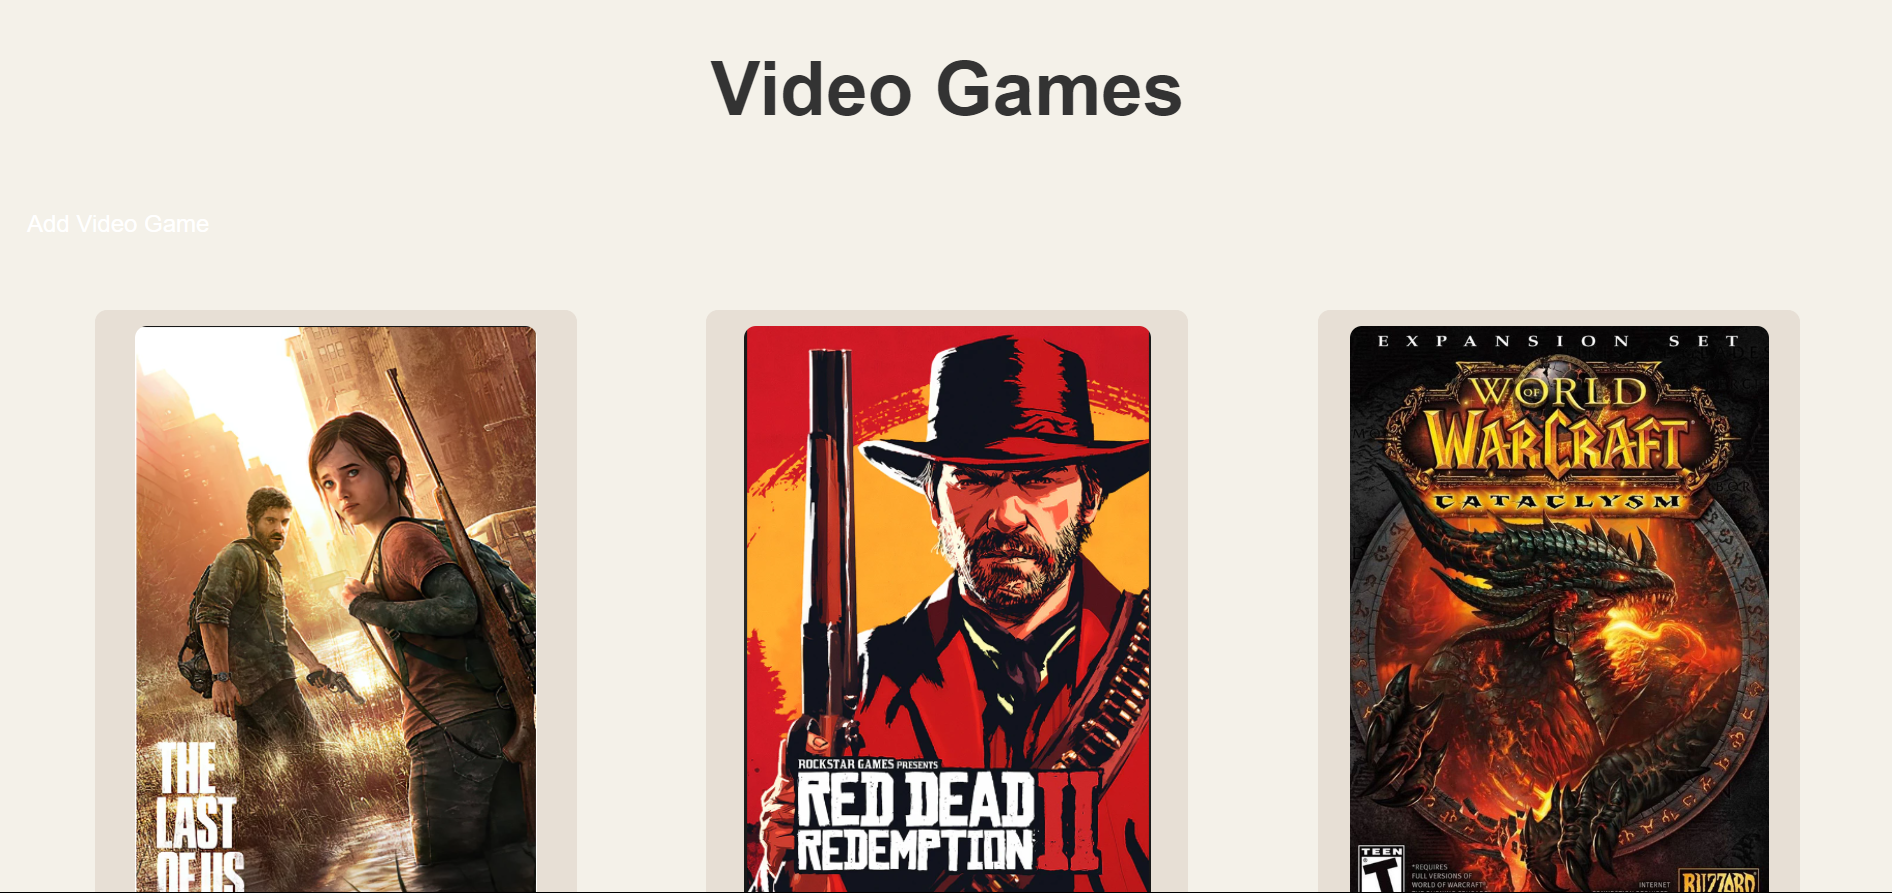 Video Games
Add Video Game
THE
LAST
OF US
ROCKSTAR GAMES PRESENTS
RED DEAD
REDEMPTION II
EXPANSION SET
WORLD
OF
WARCRAFT
CATACLYSM
TEEN
T
*REQUIRES
FULL VERSIONS OF
WORLD OF WARCRAFT
INTERNET
BLIZZARD